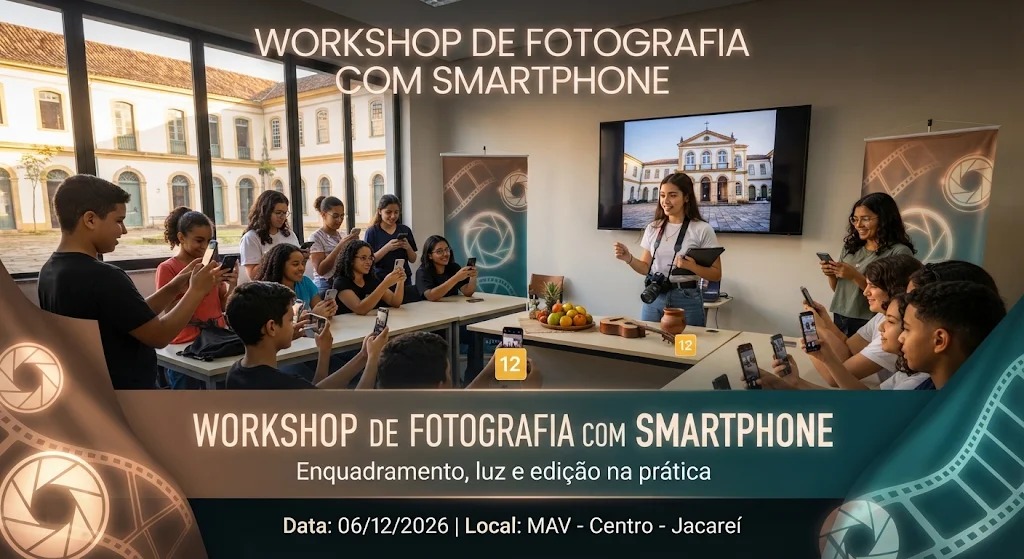 WORKSHOP DE FOTOGRAFIA
COM SMARTPHONE
12
12
WORKSHOP DE FOTOGRAFIA COM SMARTPHONE
Enquadramento, luz e edição na prática
Data: 06/12/2026 | Local: MAV - Centro - Jacareí